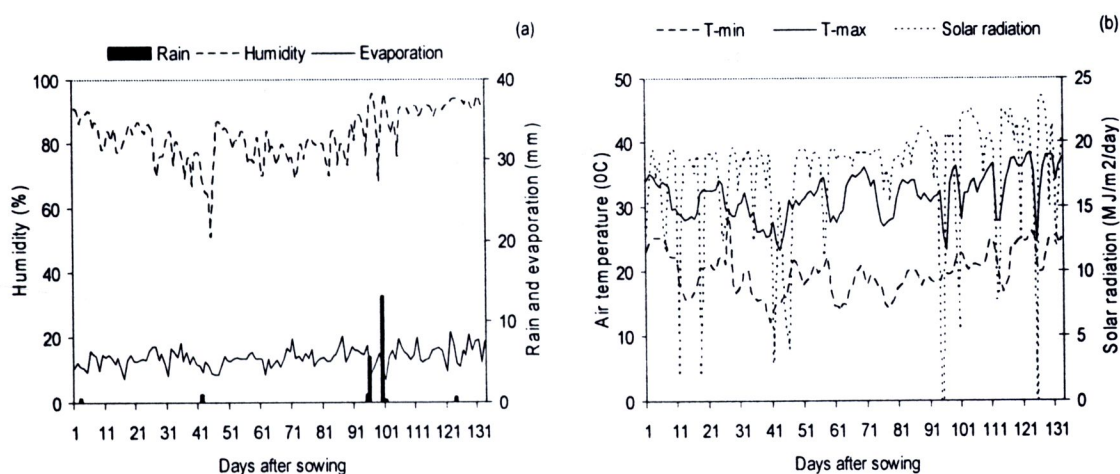 (a)
Rain Humidity Evaporation
100
80
60
40
20
0
Humidity (%)
40
30
20
10
0
Rain and evaporation (mm)
1 11 21 31 41 51 61 71 81 91 101 111 121 131
Days after sowing
(b)
T-min T-max Solar radiation
50
40
30
20
10
0
Air temperature (0C)
25
20
15
10
5
0
Solar radiation (MJ/m2/day)
1 11 21 31 41 51 61 71 81 91 101 111 121 131
Days after sowing